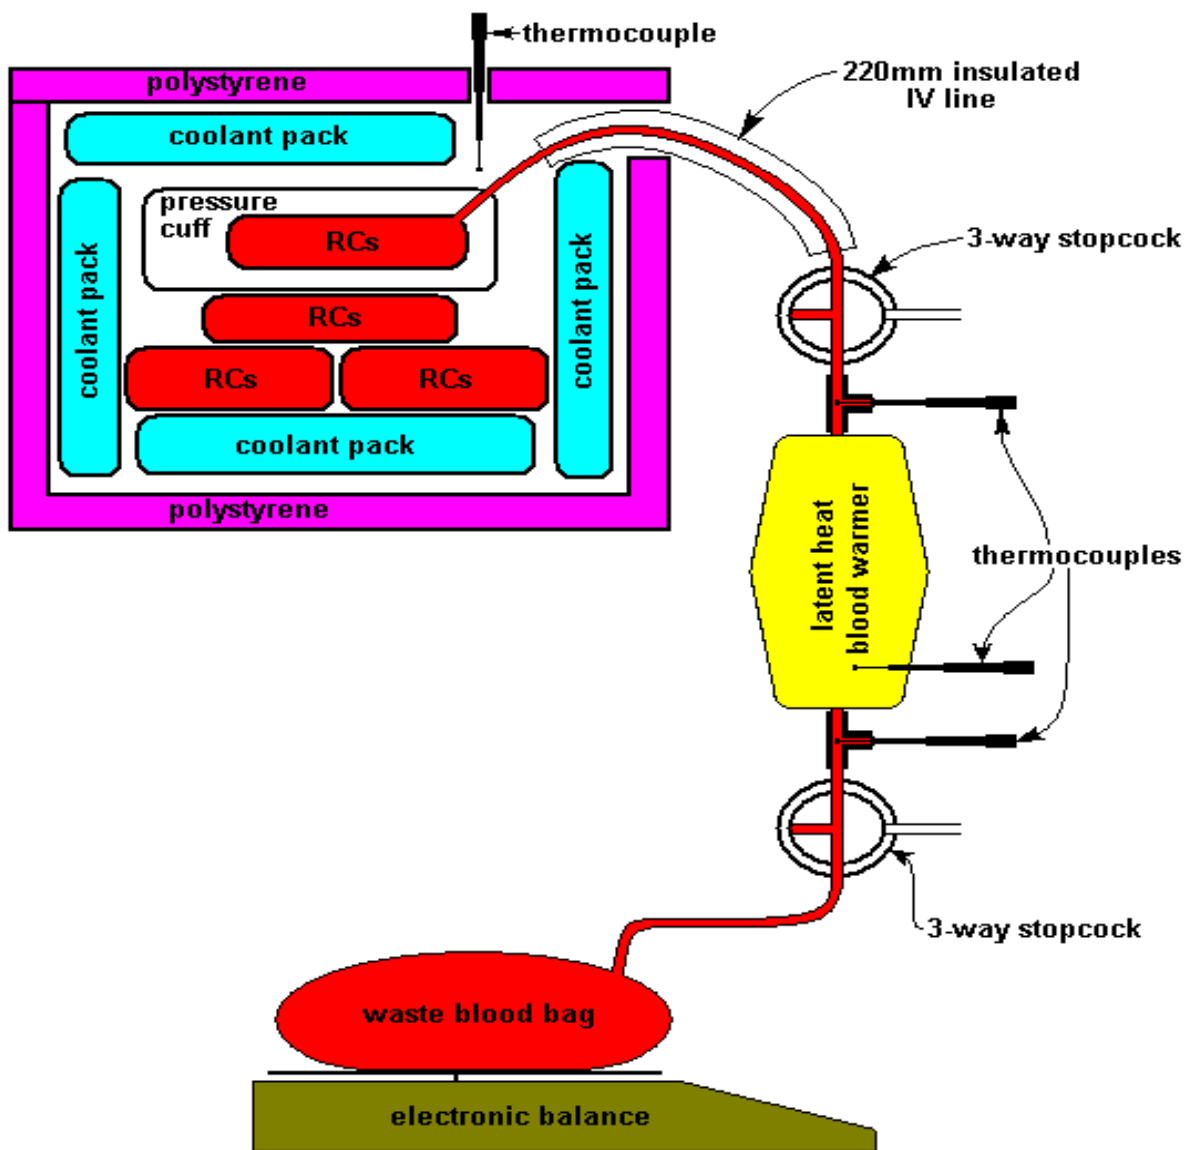 thermocouple
polystyrene
220mm insulated
IV line
coolant pack
pressure
cuff
RCs
3-way stopcock
coolant pack
coolant pack
RCs
RCs
RCs
coolant pack
polystyrene
latent heat
blood warmer
thermocouples
3-way stopcock
waste blood bag
electronic balance